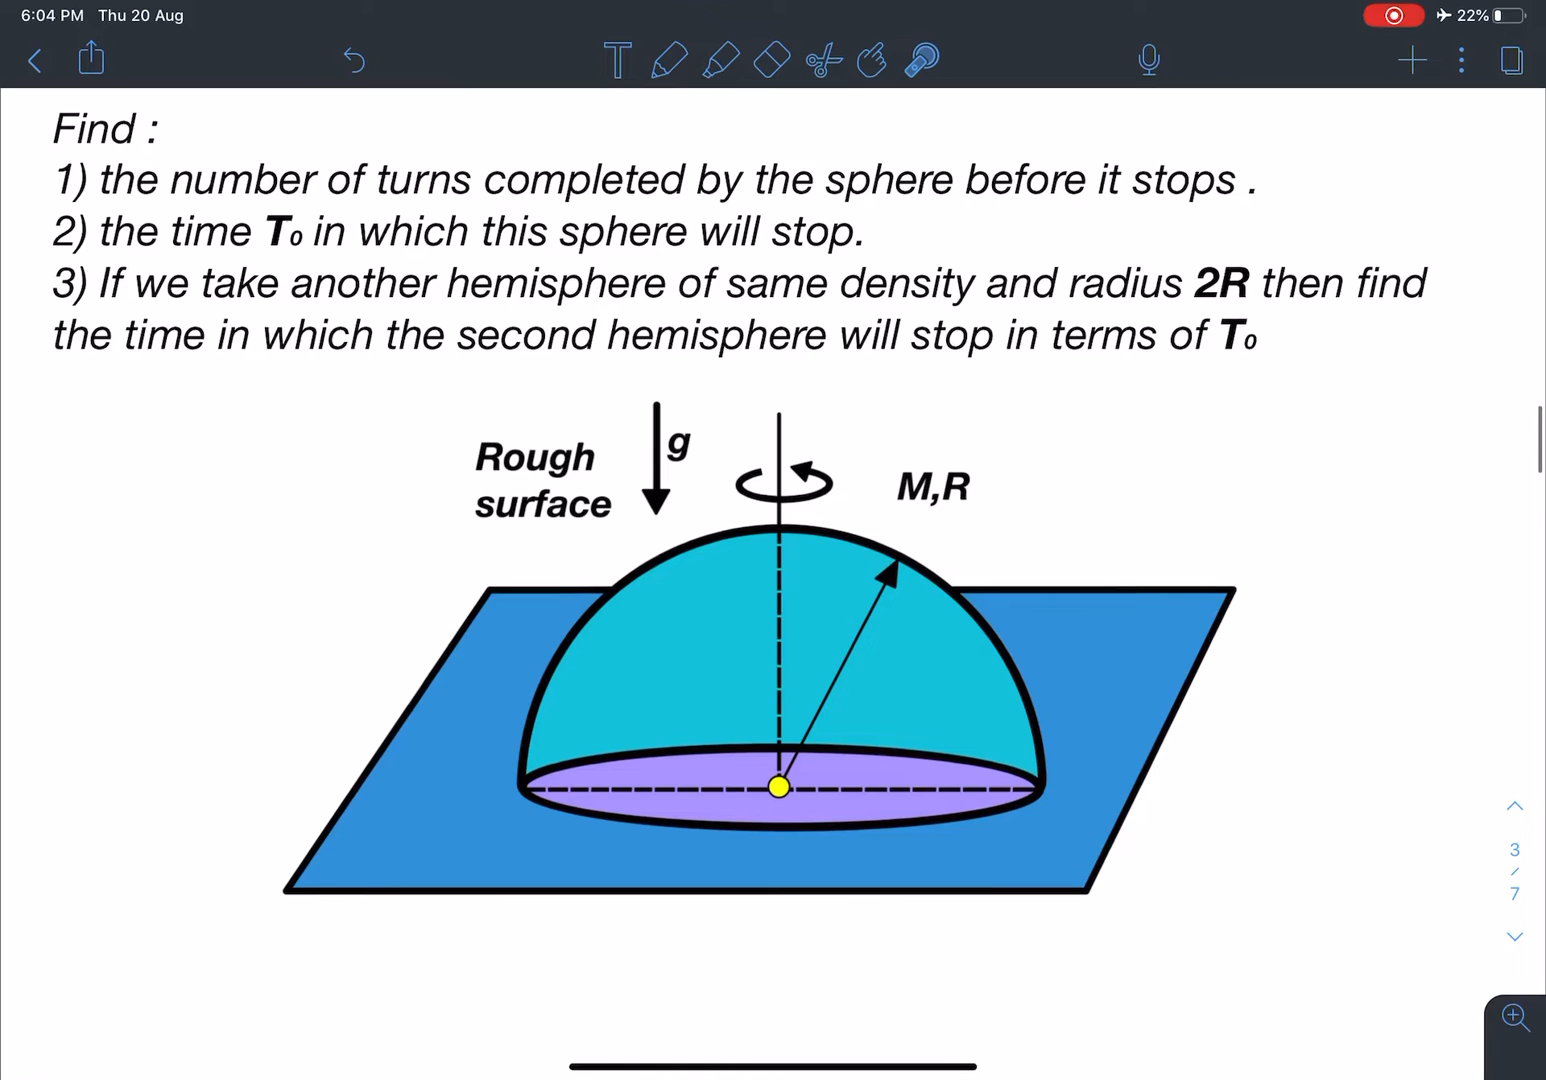 6:04 PM Thu 20 Aug
22%
T
Find :
1) the number of turns completed by the sphere before it stops .
2) the time T₀ in which this sphere will stop.
3) If we take another hemisphere of same density and radius 2R then find
the time in which the second hemisphere will stop in terms of T₀
Rough
surface
g
M,R
3
/
7